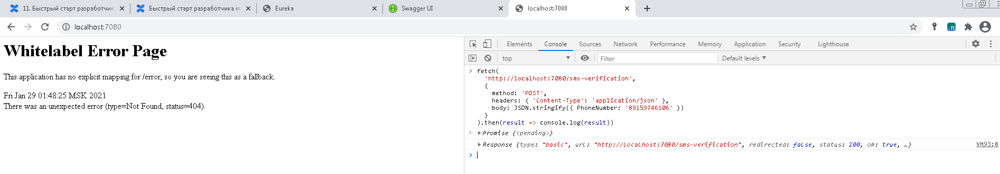 11. Быстрый старт разработчик
Быстрый старт разработчика м
Eureka
Swagger UI
localhost:7080
localhost:7080
Whitelabel Error Page
This application has no explicit mapping for /error, so you are seeing this as a fallback.
Fri Jan 29 01:48:25 MSK 2021
There was an unexpected error (type=Not Found, status=404).
Elements Console Sources Network Performance Memory Application Security Lighthouse
top Filter Default levels
fetch(
'http://localhost:7080/sms-verification',
{
method: 'POST',
headers: { 'Content-Type': 'application/json' },
body: JSON.stringify({ PhoneNumber: '89159746106' })
}
).then(result => console.log(result))
Promise {<pending>}
Response {type: "basic", url: "http://localhost:7080/sms-verification", redirected: false, status: 200, ok: true, …} VM93:8